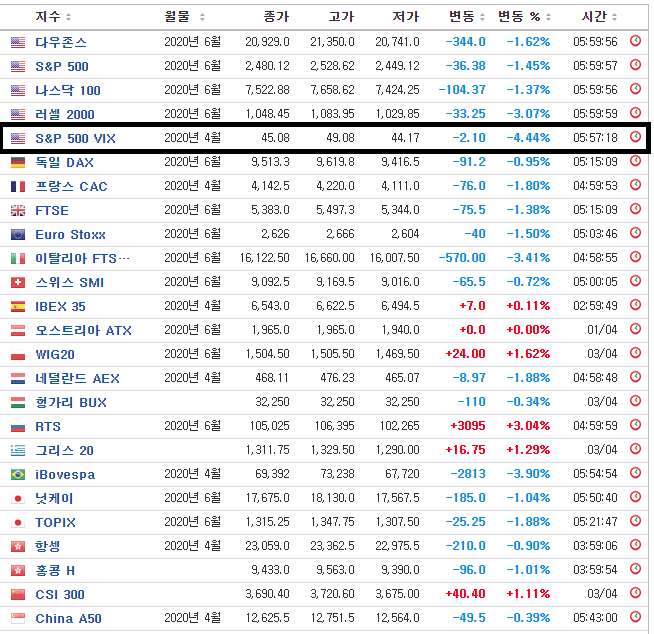 지수 월물 종가 고가 저가 변동 변동 % 시간
다우존스 2020년 6월 20,929.0 21,350.0 20,741.0 -344.0 -1.62% 05:59:56
S&P 500 2020년 6월 2,480.12 2,528.62 2,449.12 -36.38 -1.45% 05:59:57
나스닥 100 2020년 6월 7,522.88 7,658.62 7,424.25 -104.37 -1.37% 05:59:56
러셀 2000 2020년 6월 1,048.45 1,083.95 1,029.85 -33.25 -3.07% 05:59:59
S&P 500 VIX 2020년 4월 45.08 49.08 44.17 -2.10 -4.44% 05:57:18
독일 DAX 2020년 6월 9,513.3 9,619.8 9,416.5 -91.2 -0.95% 05:15:09
프랑스 CAC 2020년 4월 4,142.5 4,220.0 4,111.0 -76.0 -1.80% 04:59:53
FTSE 2020년 6월 5,383.0 5,497.3 5,344.0 -75.5 -1.38% 05:15:09
Euro Stoxx 2020년 6월 2,626 2,666 2,604 -40 -1.50% 05:03:46
이탈리아 FTS… 2020년 6월 16,122.50 16,660.00 16,007.50 -570.00 -3.41% 04:58:55
스위스 SMI 2020년 6월 9,092.5 9,169.5 9,016.0 -65.5 -0.72% 05:00:05
IBEX 35 2020년 4월 6,543.0 6,622.5 6,494.5 +7.0 +0.11% 02:59:49
오스트리아 ATX 2020년 6월 1,965.0 1,965.0 1,940.0 +0.0 +0.00% 01/04
WIG20 2020년 6월 1,504.50 1,505.50 1,469.50 +24.00 +1.62% 03/04
네덜란드 AEX 2020년 4월 468.11 476.23 465.07 -8.97 -1.88% 04:58:48
헝가리 BUX 32,250 32,250 32,250 -110 -0.34% 03/04
RTS 2020년 6월 105,025 106,395 102,265 +3095 +3.04% 04:59:59
그리스 20 1,311.75 1,329.50 1,290.00 +16.75 +1.29% 03/04
iBovespa 2020년 4월 69,392 73,238 67,720 -2813 -3.90% 05:54:54
닛케이 2020년 6월 17,675.0 18,130.0 17,567.5 -185.0 -1.04% 05:50:40
TOPIX 2020년 6월 1,315.25 1,347.75 1,307.50 -25.25 -1.88% 05:21:47
항셍 2020년 4월 23,059.0 23,362.5 22,975.5 -210.0 -0.90% 03:59:06
홍콩 H 9,433.0 9,563.0 9,390.0 -96.0 -1.01% 03:59:54
CSI 300 3,690.40 3,720.60 3,675.00 +40.40 +1.11% 03/04
China A50 2020년 4월 12,625.5 12,751.5 12,564.0 -49.5 -0.39% 05:43:00